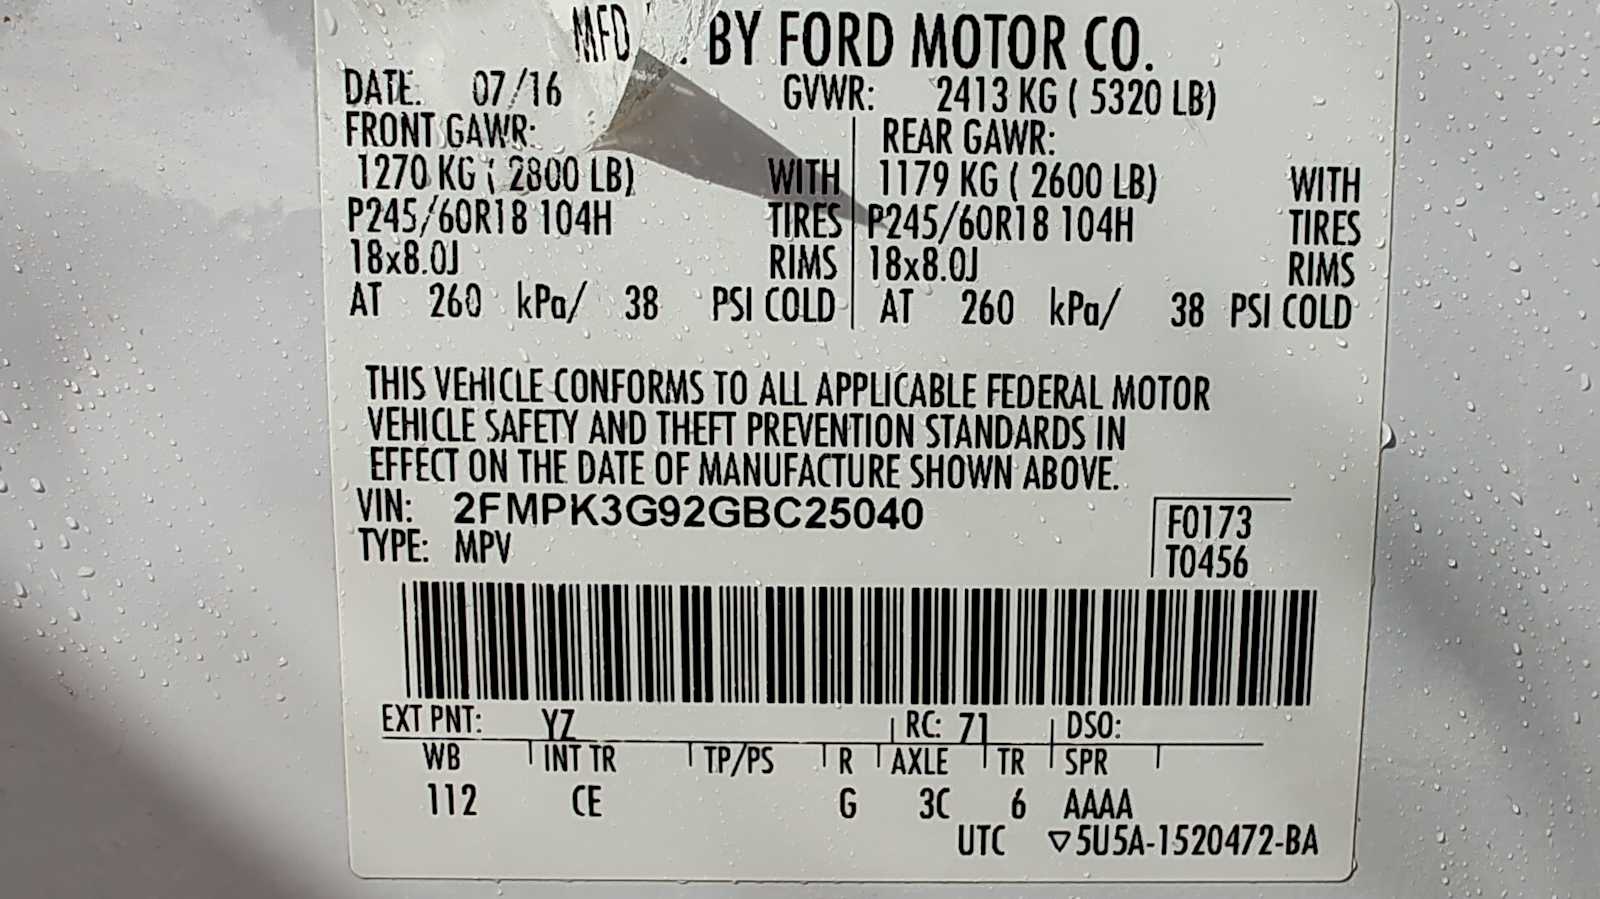 MFD. BY FORD MOTOR CO.
DATE: 07/16 GVWR: 2413 KG ( 5320 LB)
FRONT GAWR: REAR GAWR:
1270 KG ( 2800 LB) WITH 1179 KG ( 2600 LB) WITH
P245/60R18 104H TIRES P245/60R18 104H TIRES
18x8.0J RIMS 18x8.0J RIMS
AT 260 kPa/ 38 PSI COLD AT 260 kPa/ 38 PSI COLD
THIS VEHICLE CONFORMS TO ALL APPLICABLE FEDERAL MOTOR
VEHICLE SAFETY AND THEFT PREVENTION STANDARDS IN
EFFECT ON THE DATE OF MANUFACTURE SHOWN ABOVE.
VIN: 2FMPK3G92GBC25040
F0173
TYPE: MPV
T0456
EXT PNT: YZ RC: 71 DSO:
WB INT TR TP/PS R AXLE TR SPR
112 CE G 3C 6 AAAA
UTC ▽5U5A-1520472-BA